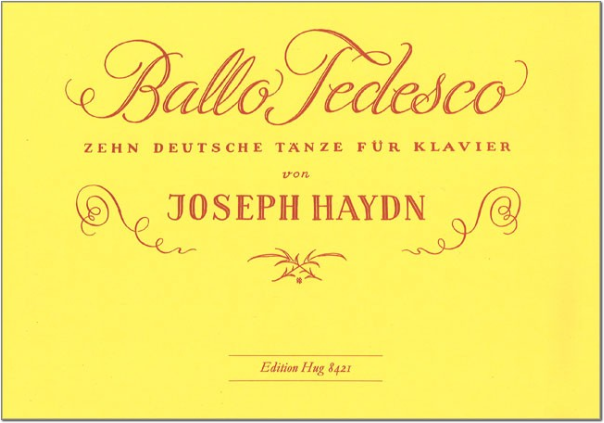 Ballo Tedesco
ZEHN DEUTSCHE TÄNZE FÜR KLAVIER
von
JOSEPH HAYDN
Edition Hug 8421